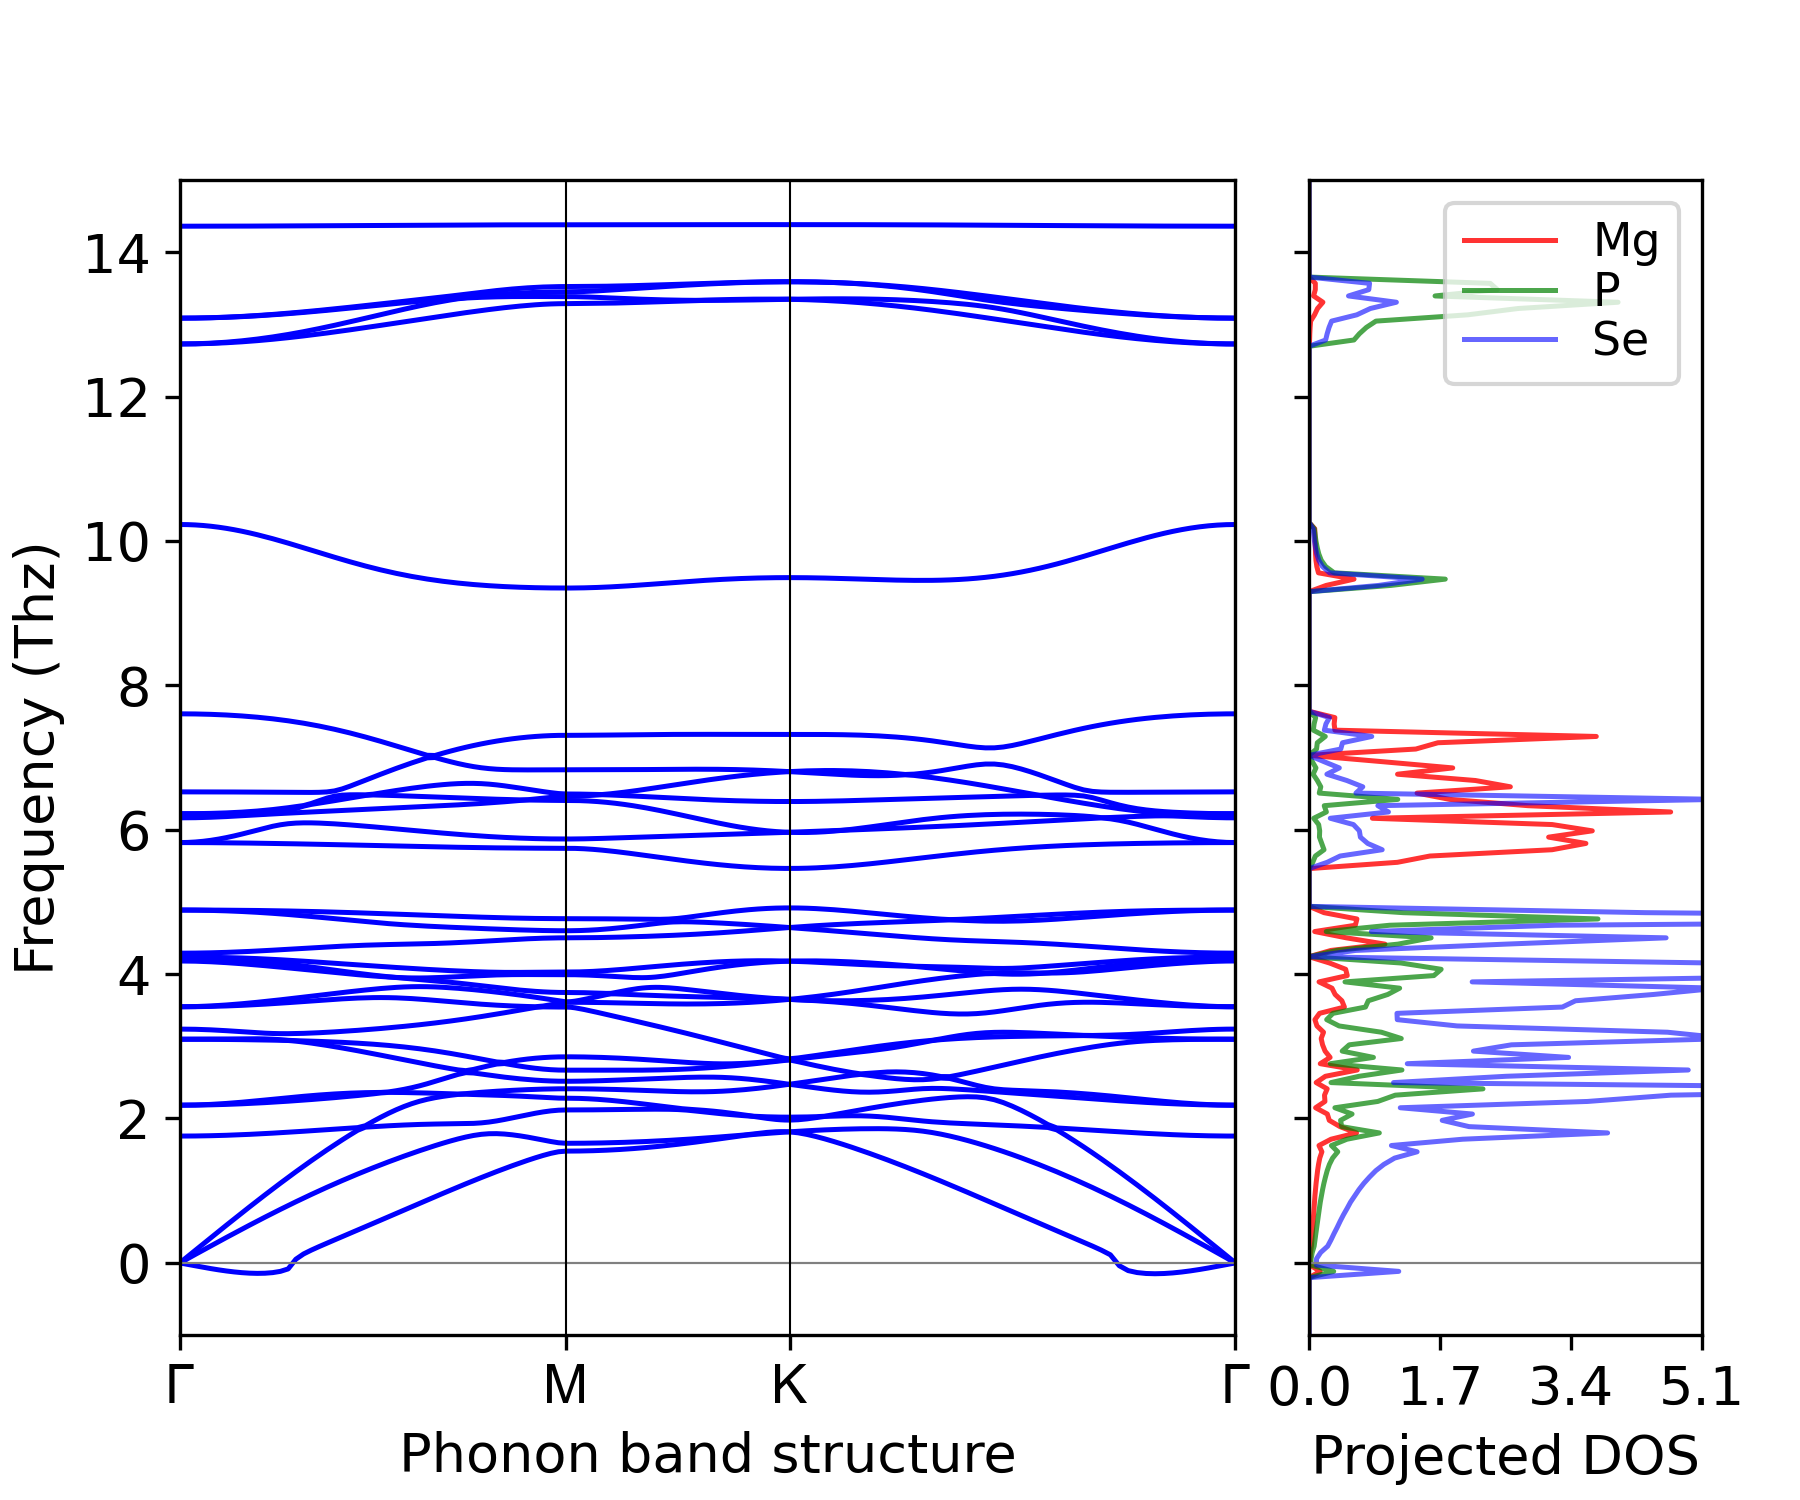 14
12
10
8
6
4
2
0
Frequency (Thz)
Γ M K Γ
Phonon band structure
Mg
P
Se
0.0 1.7 3.4 5.1
Projected DOS